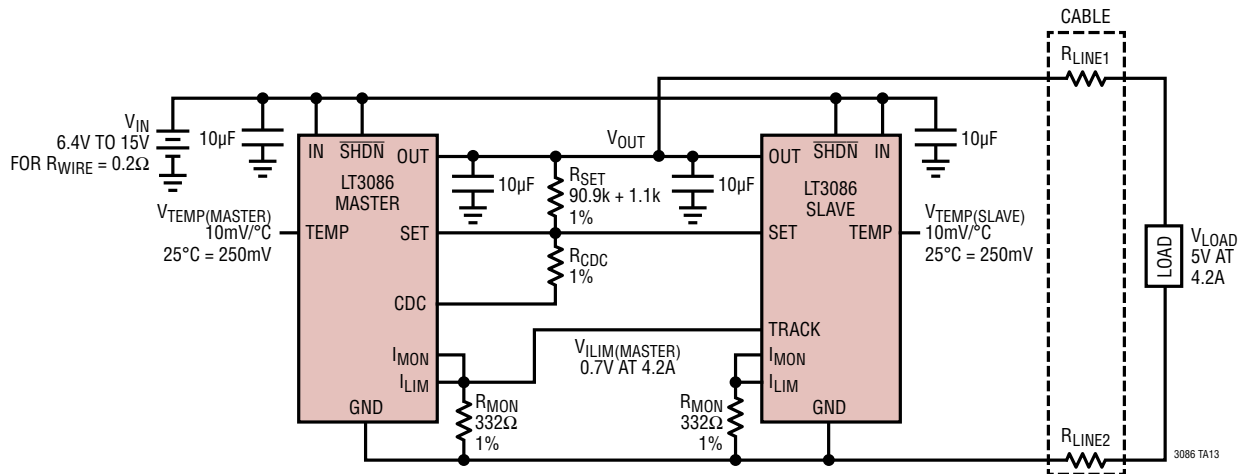 CABLE
RLINE1
VIN
6.4V TO 15V
FOR RWIRE = 0.2Ω
10µF
IN
SHDN
OUT
LT3086
MASTER
10µF
RSET
90.9k + 1.1k
1%
VOUT
10µF
OUT
SHDN
IN
LT3086
SLAVE
10µF
VTEMP(MASTER)
10mV/°C
25°C = 250mV
TEMP
SET
SET
TEMP
VTEMP(SLAVE)
10mV/°C
25°C = 250mV
LOAD
VLOAD
5V AT
4.2A
RCDC
1%
CDC
TRACK
VILIM(MASTER)
0.7V AT 4.2A
IMON
ILIM
IMON
ILIM
GND
RMON
332Ω
1%
RMON
332Ω
1%
GND
RLINE2
3086 TA13